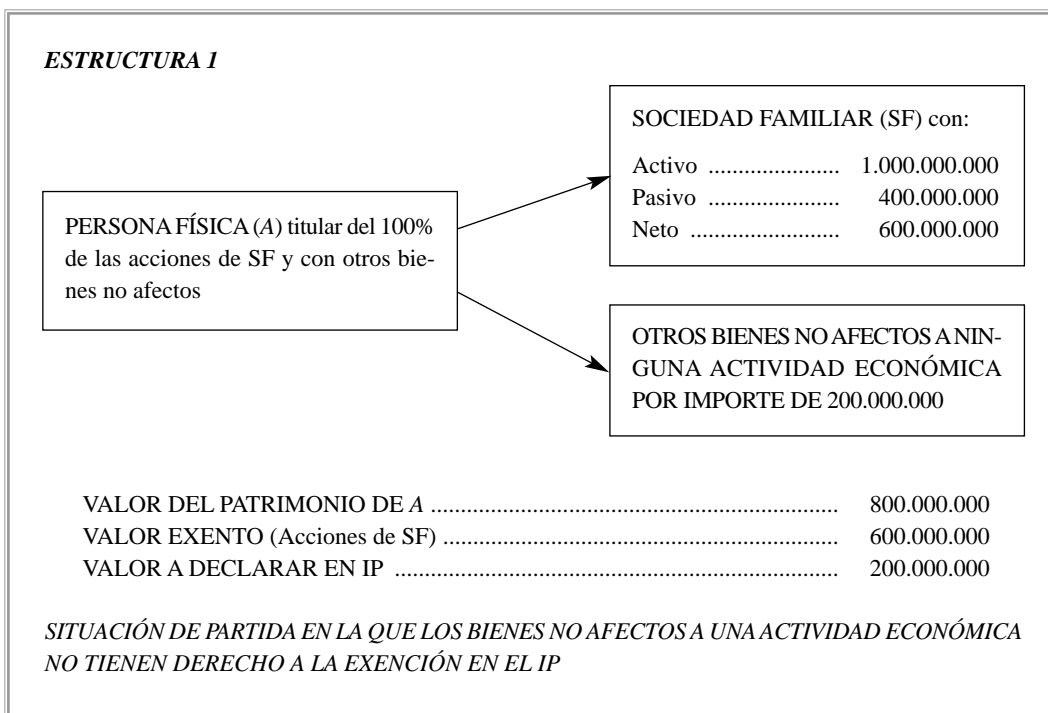 ESTRUCTURA 1
SOCIEDAD FAMILIAR (SF) con:
Activo ...................... 1.000.000.000
Pasivo ...................... 400.000.000
Neto ......................... 600.000.000
PERSONA FÍSICA (A) titular del 100%
de las acciones de SF y con otros bie-
nes no afectos
OTROS BIENES NO AFECTOS A NIN-
GUNA ACTIVIDAD ECONÓMICA
POR IMPORTE DE 200.000.000
VALOR DEL PATRIMONIO DE A .................................................................... 800.000.000
VALOR EXENTO (Acciones de SF) .................................................................. 600.000.000
VALOR A DECLARAR EN IP .......................................................................... 200.000.000
SITUACIÓN DE PARTIDA EN LA QUE LOS BIENES NO AFECTOS A UNA ACTIVIDAD ECONÓMICA
NO TIENEN DERECHO A LA EXENCIÓN EN EL IP